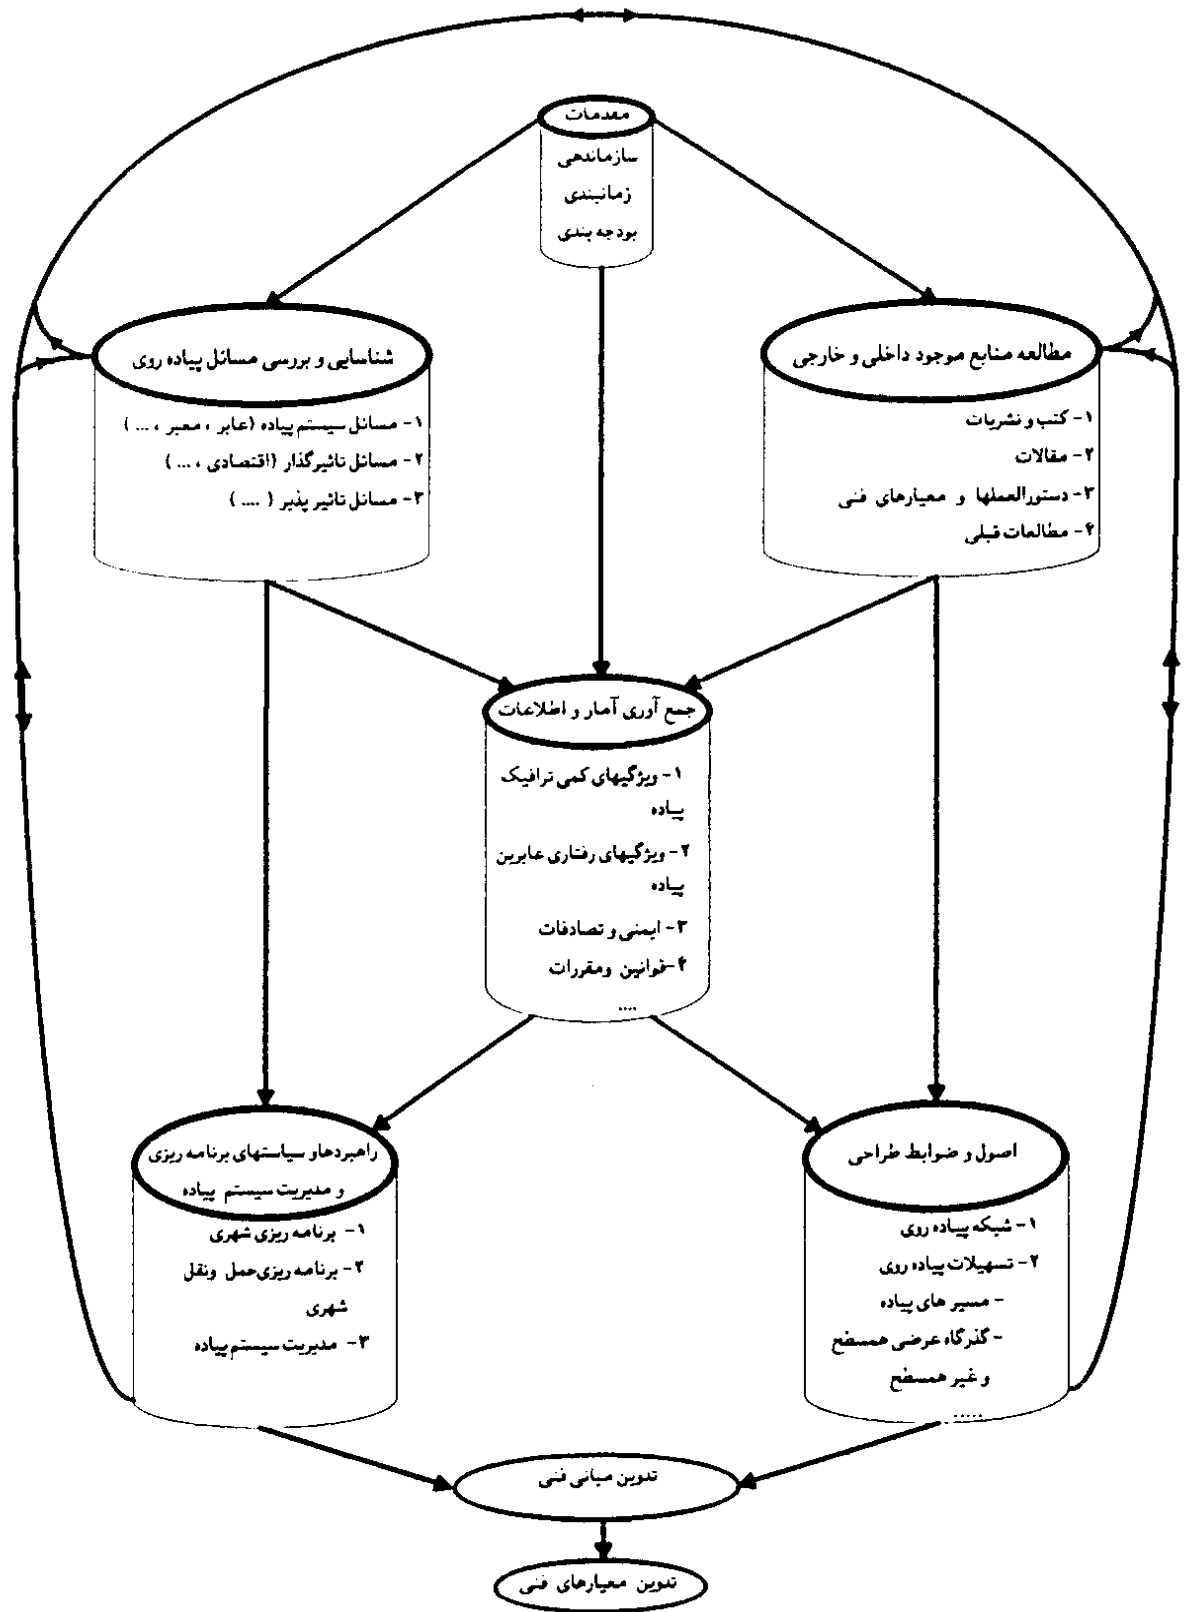 مقدمات
سازماندهی
زمانبندی
بودجه بندی
مطالعه منابع موجود داخلی و خارجی
۱- کتب و نشریات
۲- مقالات
۳- دستورالعملها و معیارهای فنی
۴- مطالعات قبلی
شناسایی و بررسی مسائل پیاده روی
۱- مسائل سیستم پیاده (عابر ، معبر ، ... )
۲- مسائل تاثیرگذار (اقتصادی ، ... )
۳- مسائل تاثیر پذیر ( .... )
جمع آوری آمار و اطلاعات
۱- ویژگیهای کمی ترافیک
پیاده
۲- ویژگیهای رفتاری عابرین
پیاده
۳- ایمنی و تصادفات
۴-قوانین ومقررات
....
اصول و ضوابط طراحی
۱- شبکه پیاده روی
۲- تسهیلات پیاده روی
- مسیر های پیاده
- گذرگاه عرضی همسطح
و غیر همسطح
.....
راهبردهاو سیاستهای برنامه ریزی
و مدیریت سیستم پیاده
۱- برنامه ریزی شهری
۲- برنامه ریزی حمل ونقل
شهری
۳- مدیریت سیستم پیاده
تدوین مبانی فنی
تدوین معیارهای فنی